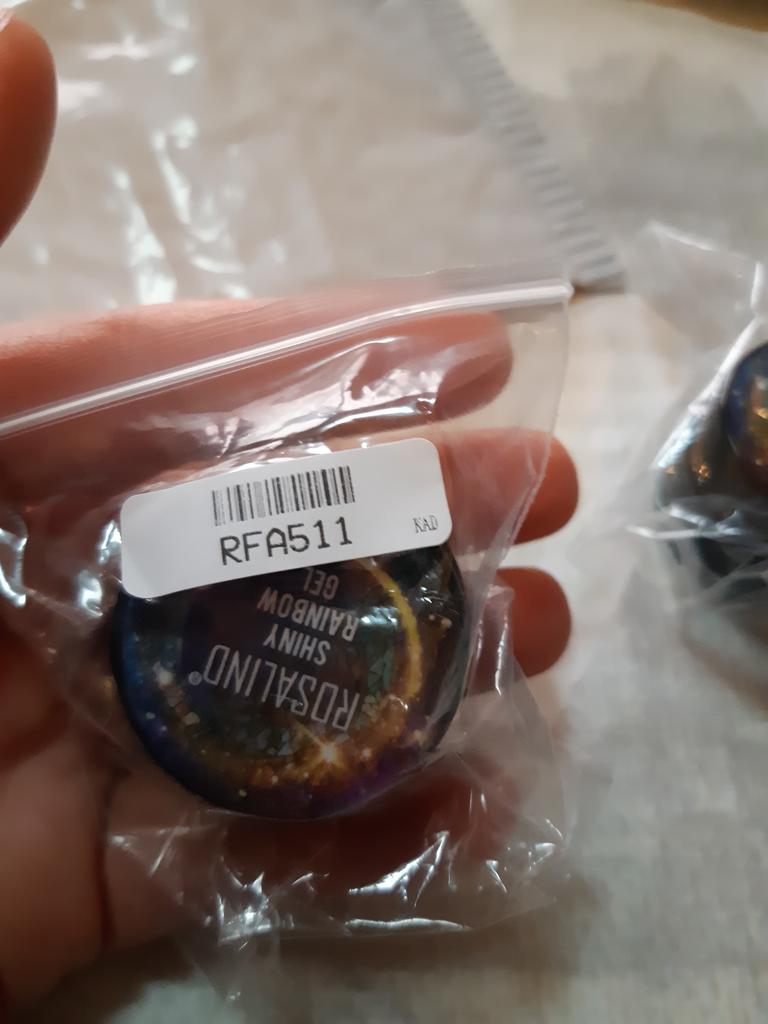 RFA511
KAD
ROSALIND®
SHINY
RAINBOW
GEL